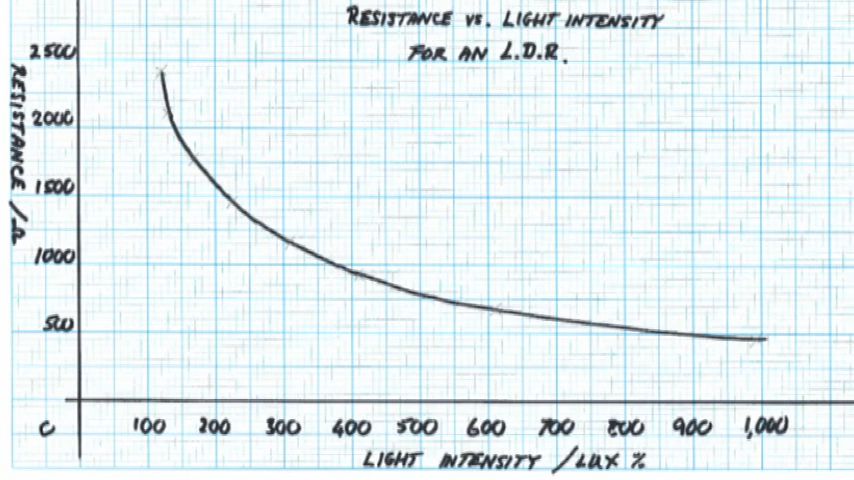 RESISTANCE vs. LIGHT INTENSITY
FOR AN L.D.R.
RESISTANCE / Ω
2500
2000
1500
1000
500
0
100 200 300 400 500 600 700 800 900 1,000
LIGHT INTENSITY / LUX %